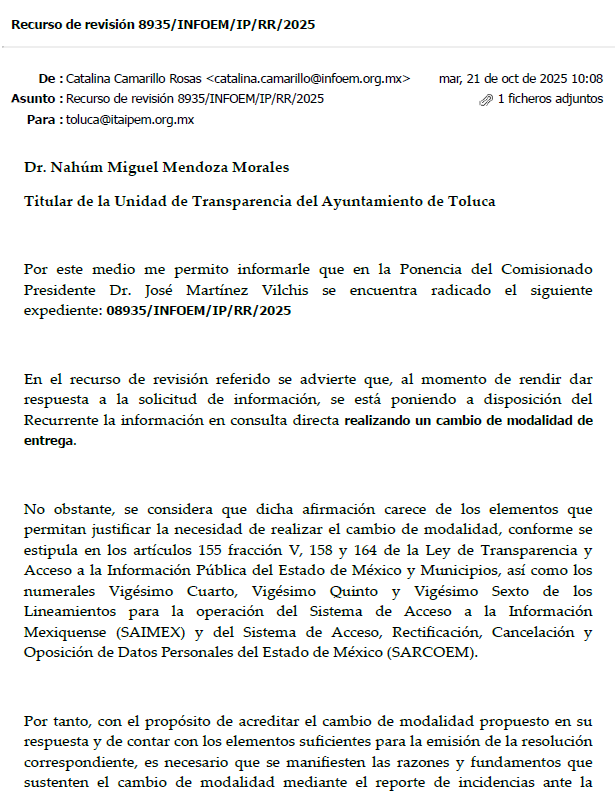 Recurso de revisión 8935/INFOEM/IP/RR/2025
De : Catalina Camarillo Rosas <catalina.camarillo@infoem.org.mx> mar, 21 de oct de 2025 10:08
Asunto : Recurso de revisión 8935/INFOEM/IP/RR/2025 1 ficheros adjuntos
Para : toluca@itaipem.org.mx
Dr. Nahúm Miguel Mendoza Morales
Titular de la Unidad de Transparencia del Ayuntamiento de Toluca
Por este medio me permito informarle que en la Ponencia del Comisionado
Presidente Dr. José Martínez Vilchis se encuentra radicado el siguiente
expediente: 08935/INFOEM/IP/RR/2025
En el recurso de revisión referido se advierte que, al momento de rendir dar
respuesta a la solicitud de información, se está poniendo a disposición del
Recurrente la información en consulta directa realizando un cambio de modalidad de
entrega.
No obstante, se considera que dicha afirmación carece de los elementos que
permitan justificar la necesidad de realizar el cambio de modalidad, conforme se
estipula en los artículos 155 fracción V, 158 y 164 de la Ley de Transparencia y
Acceso a la Información Pública del Estado de México y Municipios, así como los
numerales Vigésimo Cuarto, Vigésimo Quinto y Vigésimo Sexto de los
Lineamientos para la operación del Sistema de Acceso a la Información
Mexiquense (SAIMEX) y del Sistema de Acceso, Rectificación, Cancelación y
Oposición de Datos Personales del Estado de México (SARCOEM).
Por tanto, con el propósito de acreditar el cambio de modalidad propuesto en su
respuesta y de contar con los elementos suficientes para la emisión de la resolución
correspondiente, es necesario que se manifiesten las razones y fundamentos que
sustenten el cambio de modalidad mediante el reporte de incidencias ante la